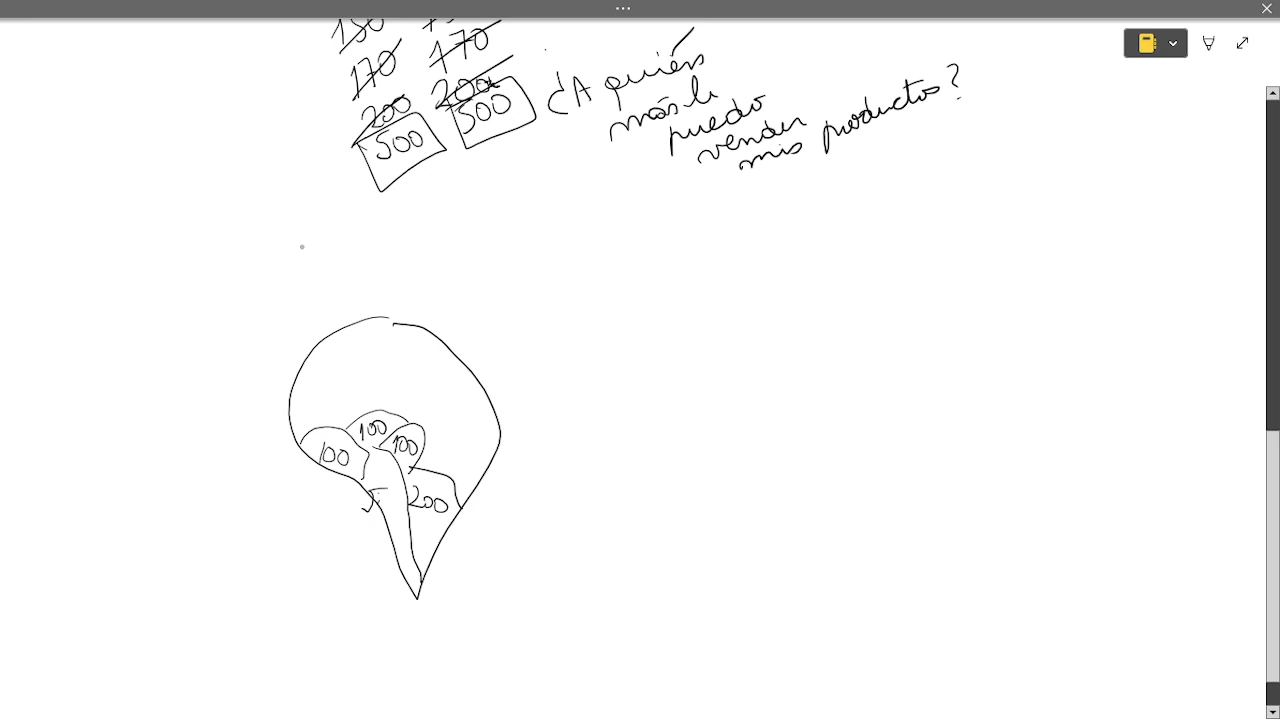 170 170
200 200
500 500
¿A quién
más le
puedo
vender
mis productos?
100
100
100
200